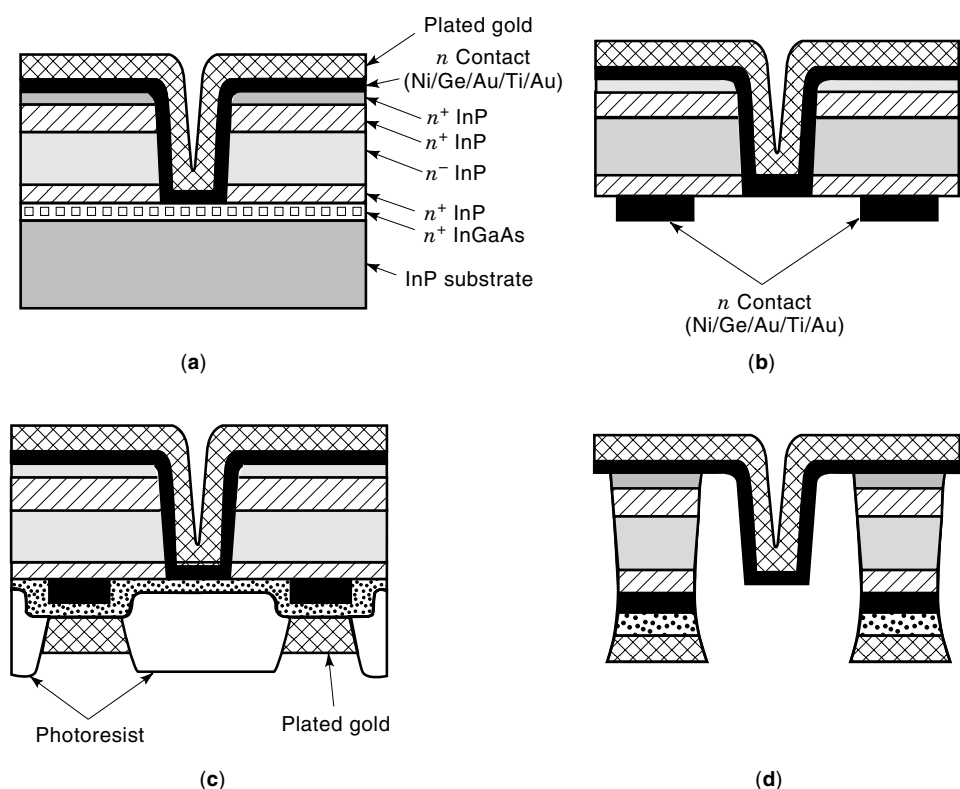 Plated gold
n Contact
(Ni/Ge/Au/Ti/Au)
n⁺ InP
n⁺ InP
n⁻ InP
n⁺ InP
n⁺ InGaAs
InP substrate
(a)
n Contact
(Ni/Ge/Au/Ti/Au)
(b)
Photoresist
Plated gold
(c)
(d)